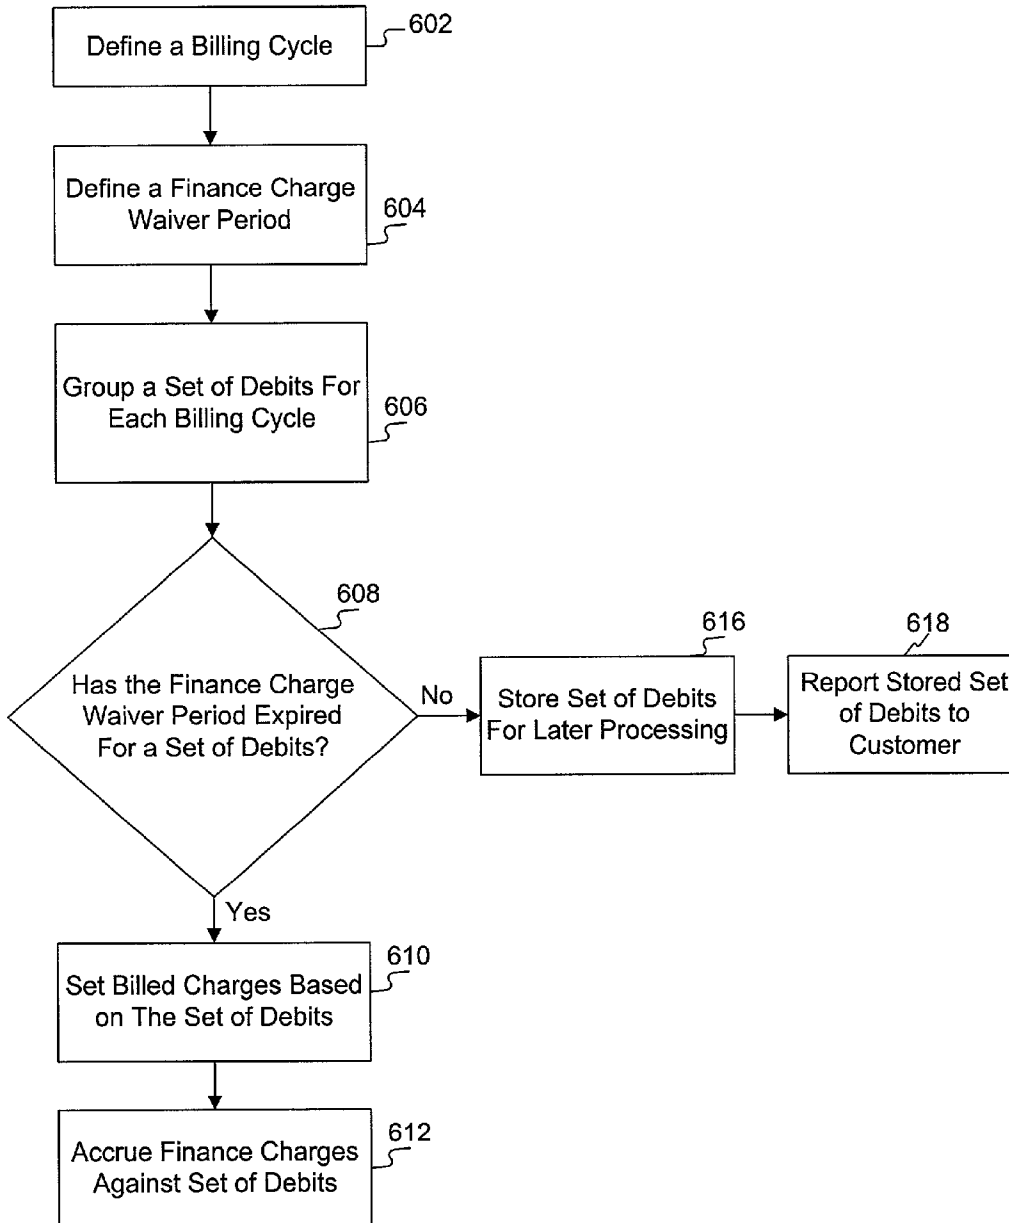 Define a Billing Cycle
602
Define a Finance Charge
Waiver Period
604
Group a Set of Debits For
Each Billing Cycle
606
608
Has the Finance Charge
Waiver Period Expired
For a Set of Debits?
No
616
Store Set of Debits
For Later Processing
618
Report Stored Set
of Debits to
Customer
Yes
Set Billed Charges Based
on The Set of Debits
610
Accrue Finance Charges
Against Set of Debits
612